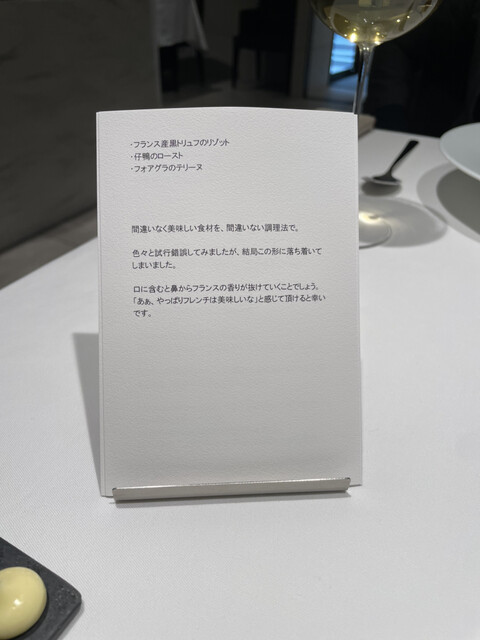 ・フランス産黒トリュフのリゾット
・仔鴨のロースト
・フォアグラのテリーヌ
間違いなく美味しい食材を、間違いない調理法で。
色々と試行錯誤してみましたが、結局この形に落ち着いて
しまいました。
口に含むと鼻からフランスの香りが抜けていくことでしょう。
「あぁ、やっぱりフレンチは美味しいな」と感じて頂けると幸い
です。